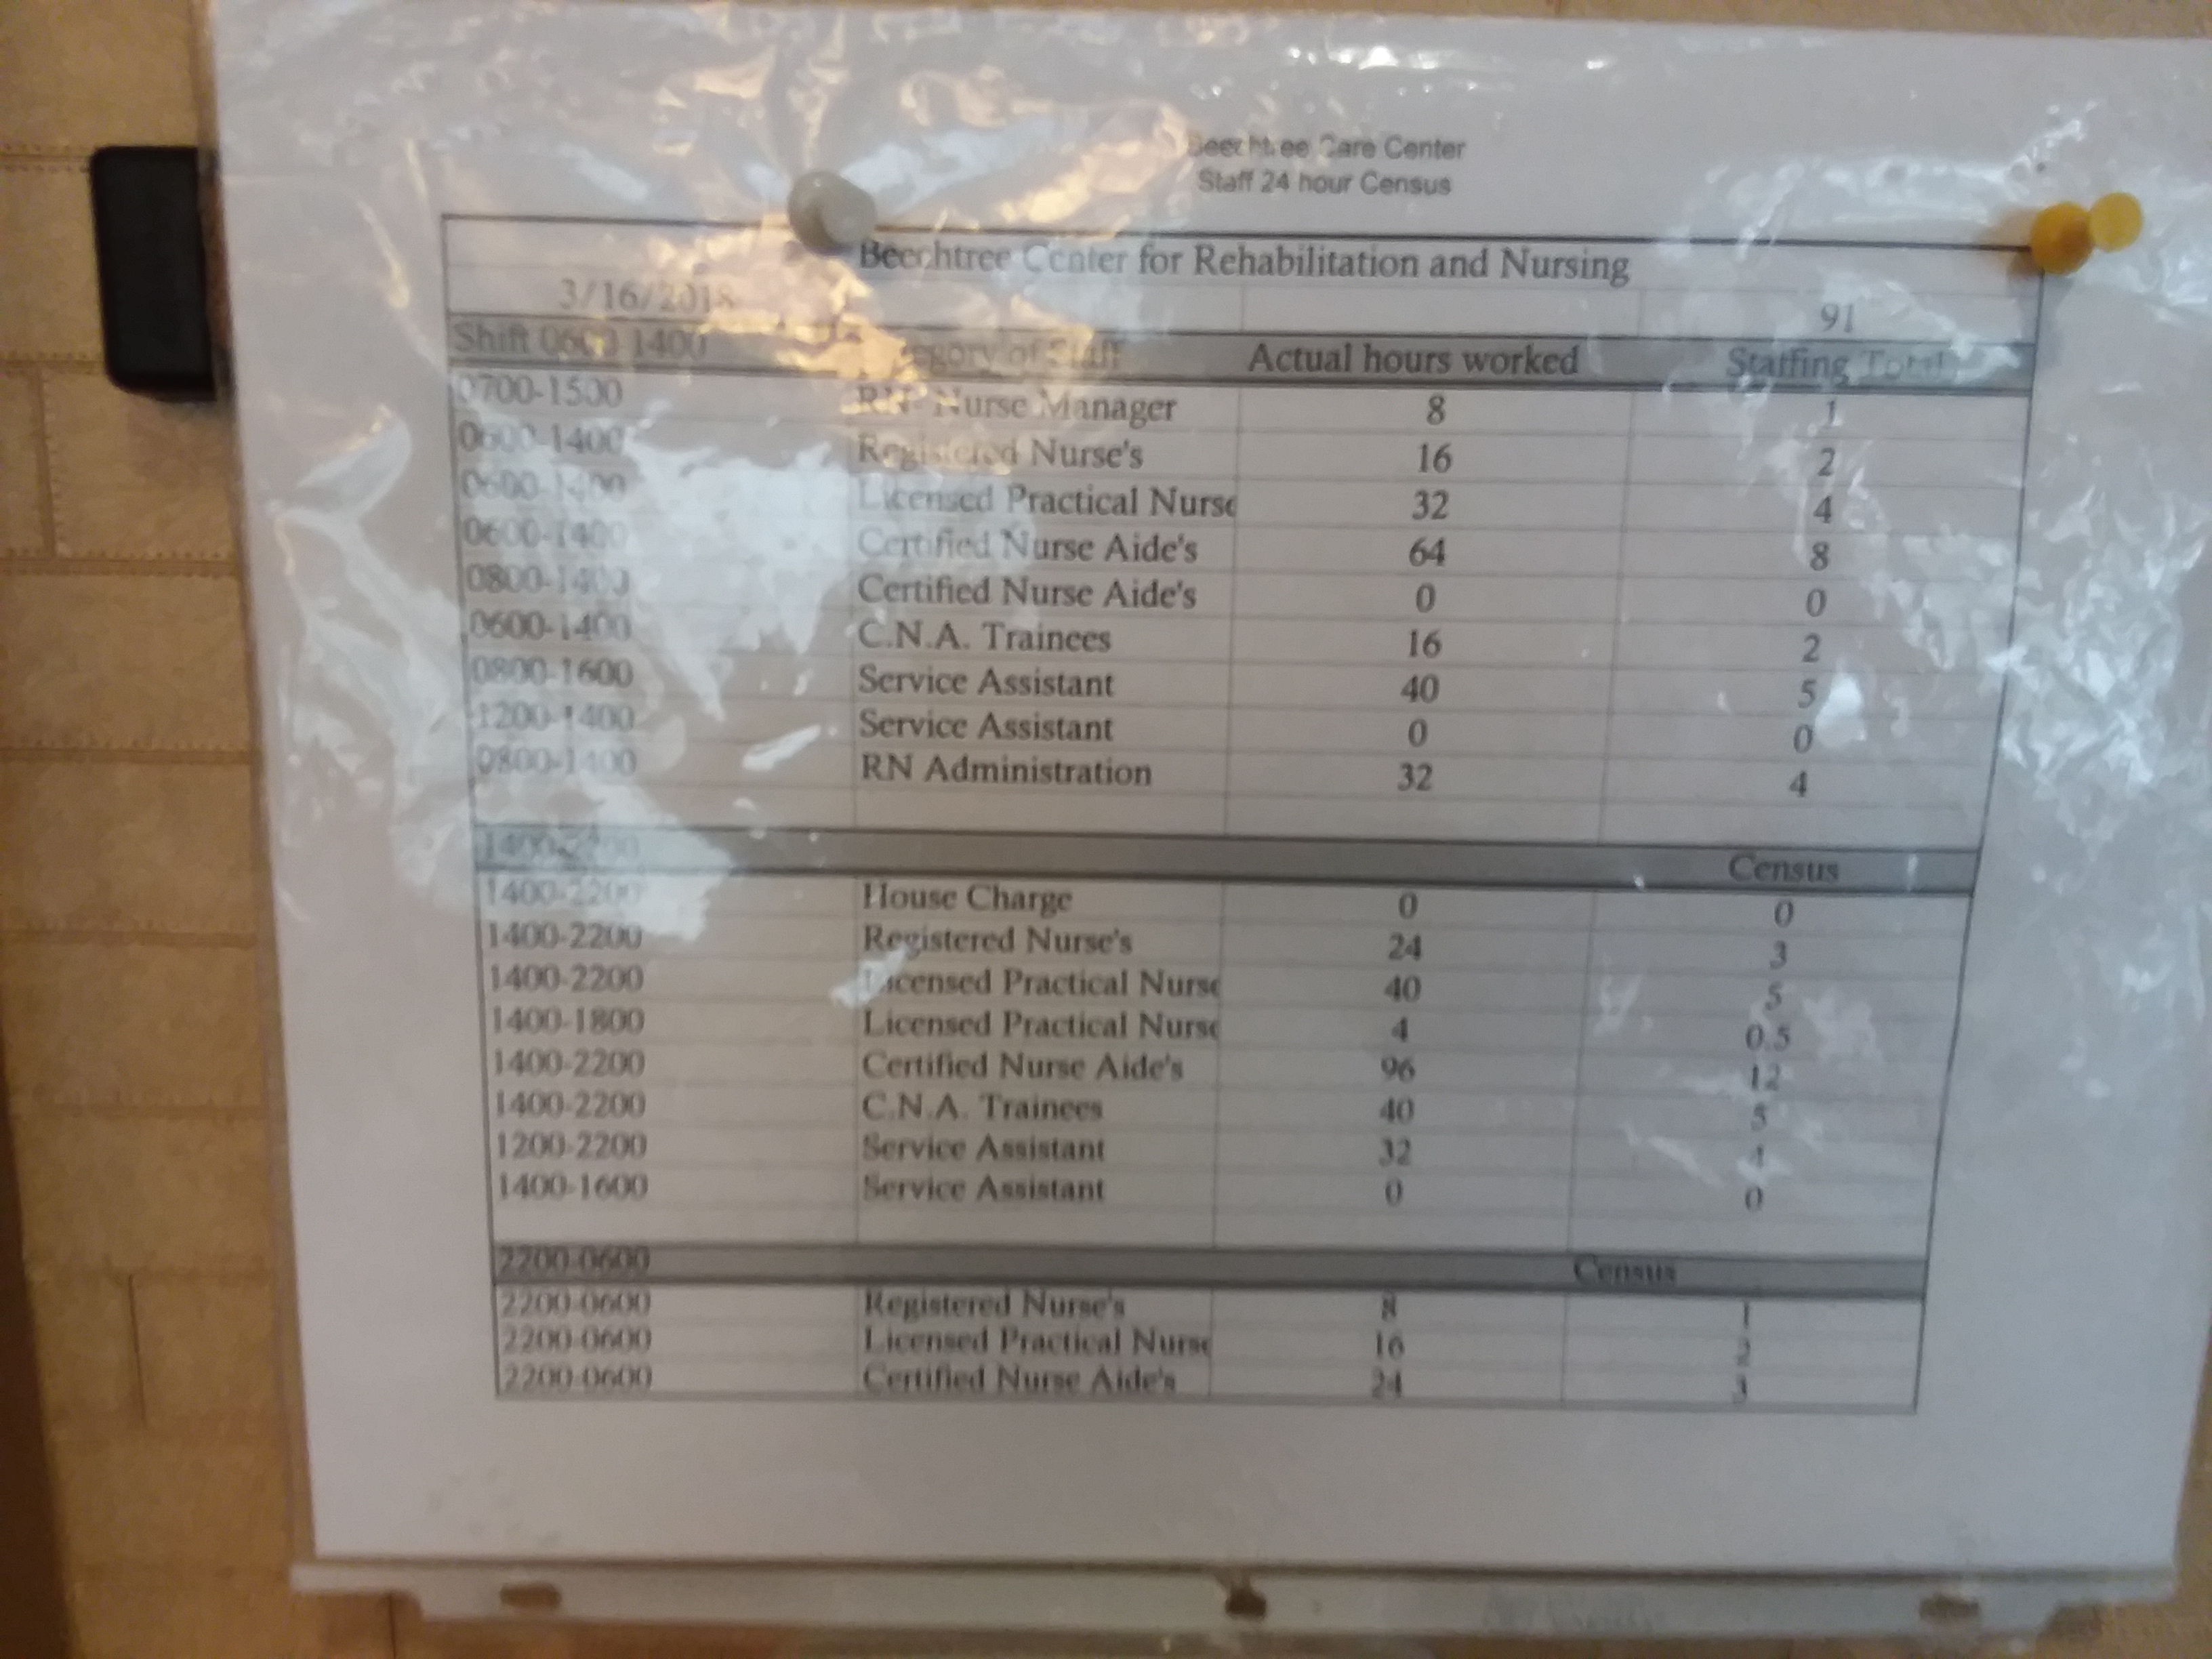 Beechtree Care Center
Staff 24 hour Census
Beechtree Center for Rehabilitation and Nursing
3/16/2018 91
Shift 0600 1400 Category of Staff Actual hours worked Staffing Total
0700-1500 RN- Nurse Manager 8 1
0600-1400 Registered Nurse's 16 2
0600-1400 Licensed Practical Nurse 32 4
0600-1400 Certified Nurse Aide's 64 8
0800-1400 Certified Nurse Aide's 0 0
0600-1400 C.N.A. Trainees 16 2
0800-1600 Service Assistant 40 5
1200-1400 Service Assistant 0 0
0800-1400 RN Administration 32 4
1400-2200 Census
1400-2200 House Charge 0 0
1400-2200 Registered Nurse's 24 3
1400-2200 Licensed Practical Nurse 40 5
1400-1800 Licensed Practical Nurse 4 0.5
1400-2200 Certified Nurse Aide's 96 12
1400-2200 C.N.A. Trainees 40 5
1200-2200 Service Assistant 32 4
1400-1600 Service Assistant 0 0
2200-0600 Census
2200-0600 Registered Nurse's 8 1
2200-0600 Licensed Practical Nurse 16 2
2200-0600 Certified Nurse Aide's 24 3